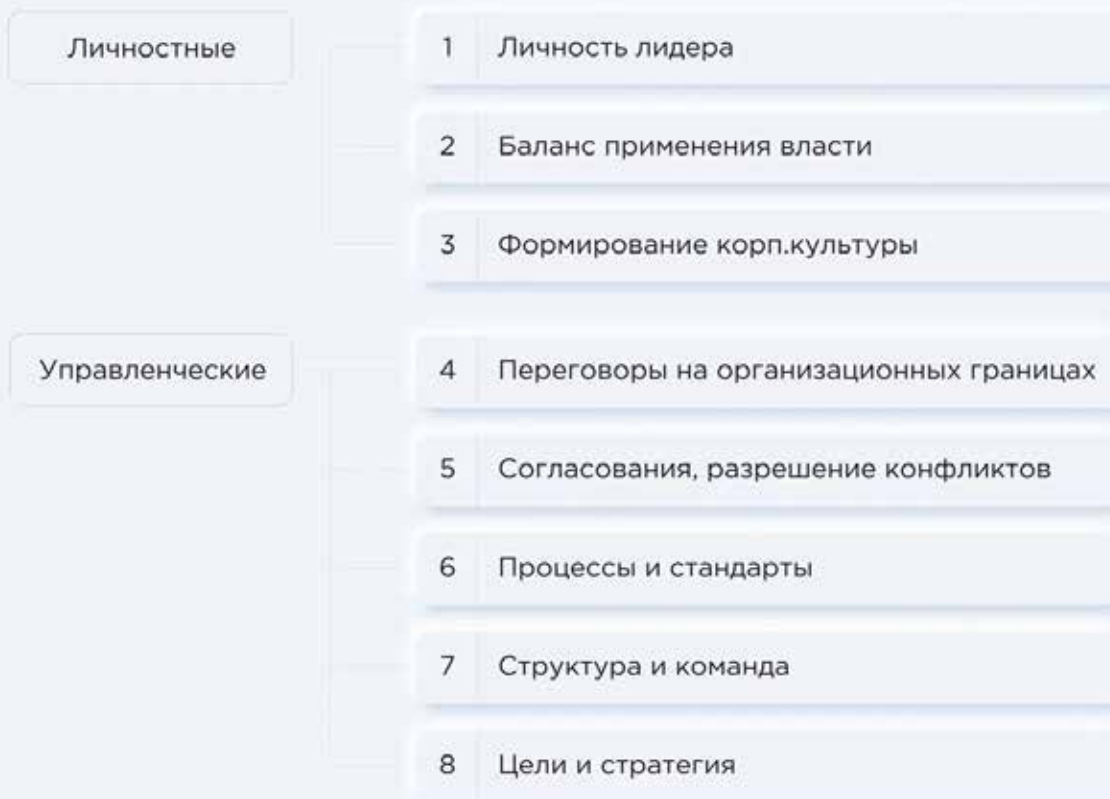 Личностные
1 Личность лидера
2 Баланс применения власти
3 Формирование корп.культуры
Управленческие
4 Переговоры на организационных границах
5 Согласования, разрешение конфликтов
6 Процессы и стандарты
7 Структура и команда
8 Цели и стратегия